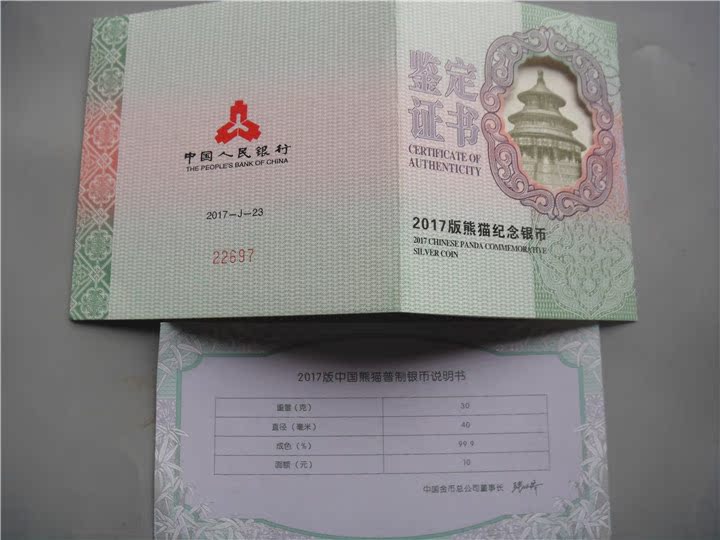 中国人民银行
THE PEOPLE'S BANK OF CHINA
2017-J-23
22697
鉴定
证书
CERTIFICATE OF
AUTHENTICITY
2017版熊猫纪念银币
2017 CHINESE PANDA COMMEMORATIVE
SILVER COIN
2017版中国熊猫普制银币说明书
重量（克） 30
直径（毫米） 40
成色（%） 99.9
面额（元） 10
中国金币总公司董事长